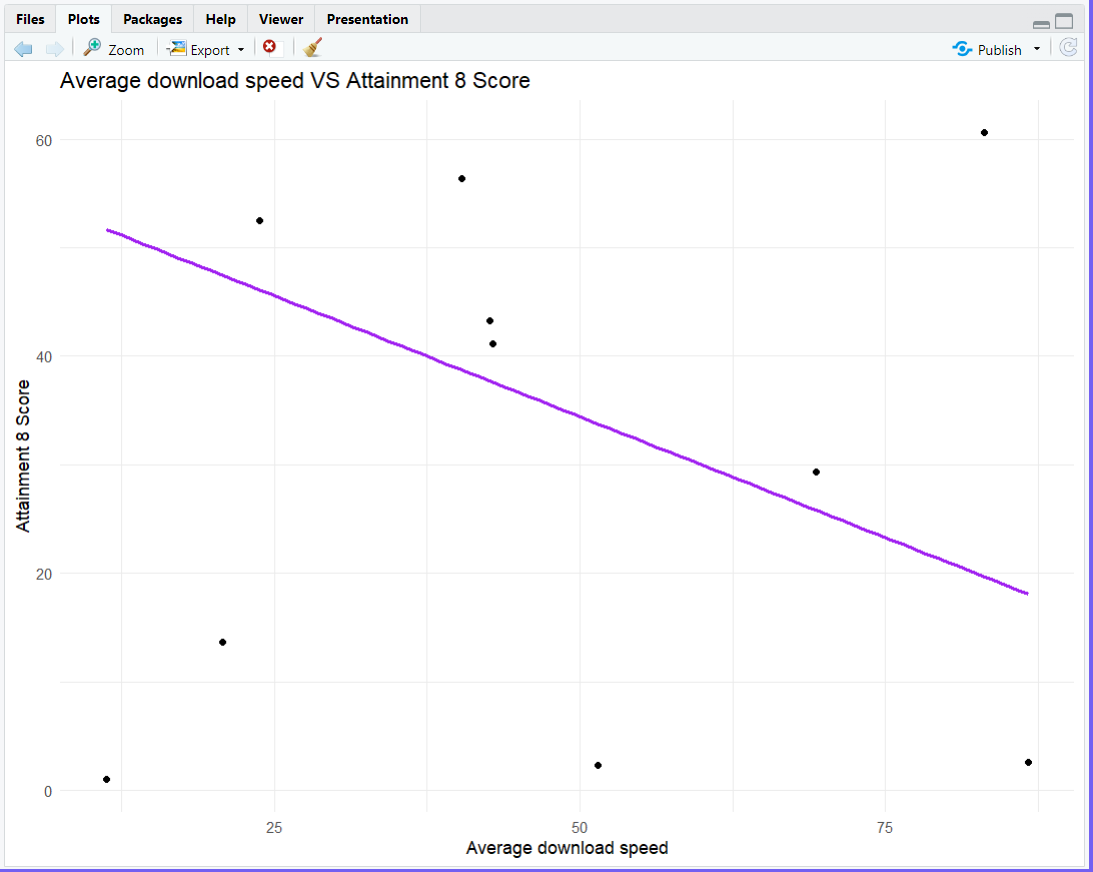 Files Plots Packages Help Viewer Presentation
Zoom Export Publish
Average download speed VS Attainment 8 Score
60
40
20
0
Attainment 8 Score
25 50 75
Average download speed